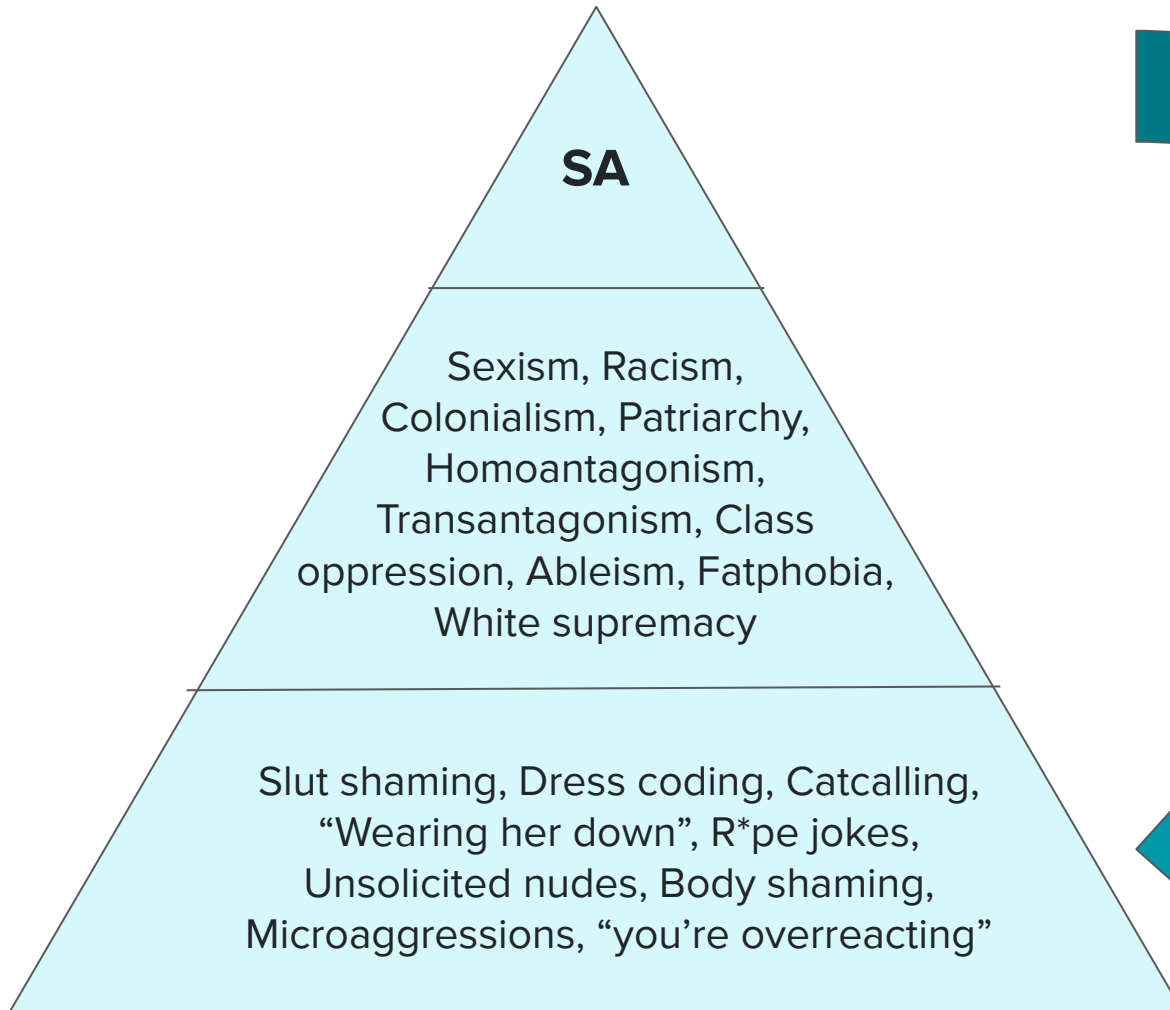 SA
Sexism, Racism,
Colonialism, Patriarchy,
Homoantagonism,
Transantagonism, Class
oppression, Ableism, Fatphobia,
White supremacy
Slut shaming, Dress coding, Catcalling,
“Wearing her down”, R*pe jokes,
Unsolicited nudes, Body shaming,
Microaggressions, “you’re overreacting”